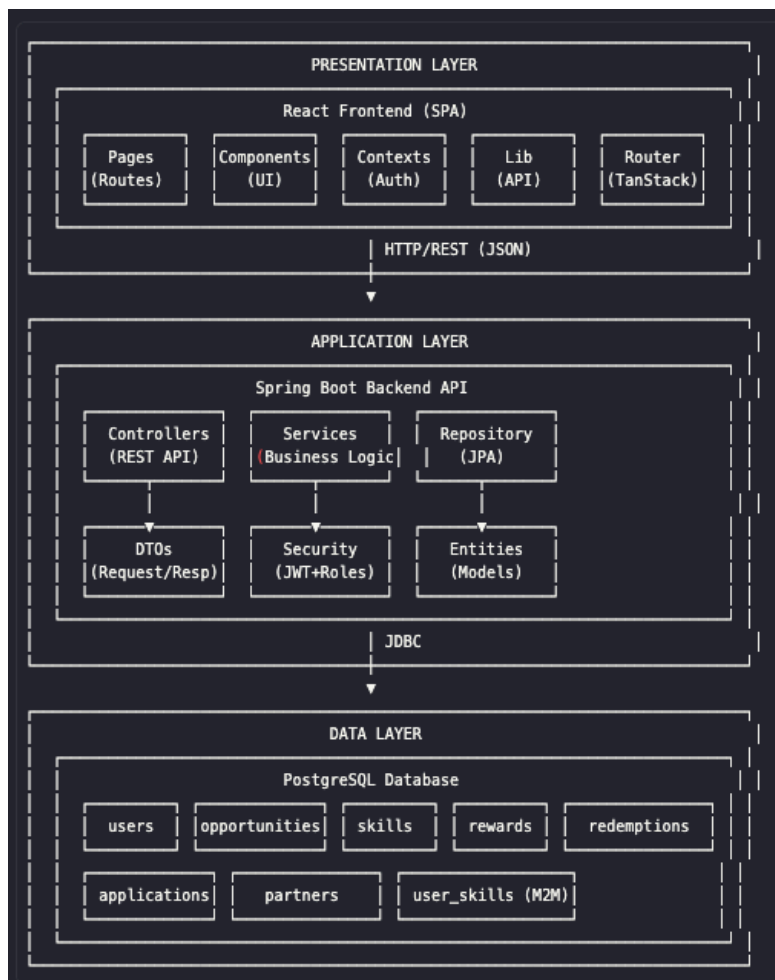 PRESENTATION LAYER
React Frontend (SPA)
Pages Components Contexts Lib Router
(Routes) (UI) (Auth) (API) (TanStack)
HTTP/REST (JSON)
APPLICATION LAYER
Spring Boot Backend API
Controllers Services Repository
(REST API) (Business Logic (JPA)
DTOs Security Entities
(Request/Resp) (JWT+Roles) (Models)
JDBC
DATA LAYER
PostgreSQL Database
users opportunities skills rewards redemptions
applications partners user_skills (M2M)